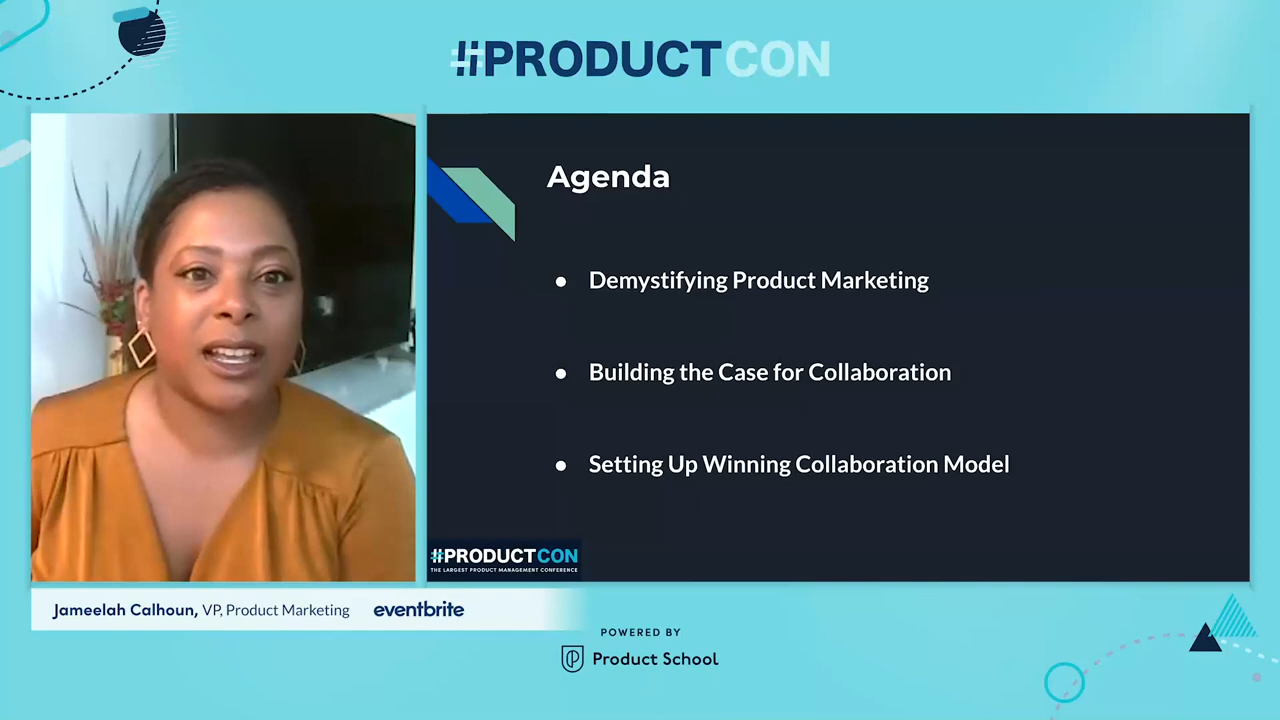 #PRODUCTCON
Agenda
● Demystifying Product Marketing
● Building the Case for Collaboration
● Setting Up Winning Collaboration Model
#PRODUCTCON
THE LARGEST PRODUCT MANAGEMENT CONFERENCE
Jameelah Calhoun, VP, Product Marketing eventbrite
POWERED BY
Product School